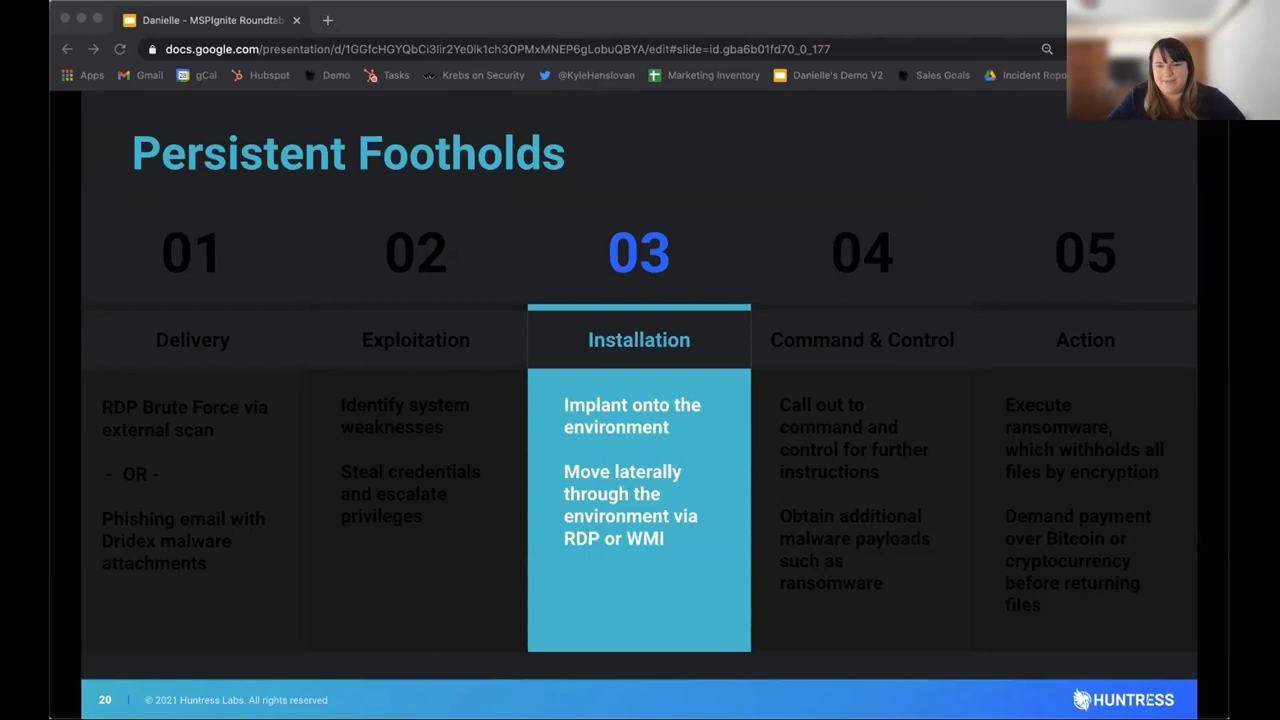 Danielle - MSPIgnite Roundtab
docs.google.com/presentation/d/1GGfcHGYQbCi3Iir2Ye0lk1ch3OPMxMNEP6gLobuQBYA/edit#slide=id.gba6b01fd70_0_177
Apps Gmail gCal Hubspot Demo Tasks Krebs on Security @KyleHanslovan Marketing Inventory Danielle's Demo V2 Sales Goals Incident Repo
Persistent Footholds
01 02 03 04 05
Delivery Exploitation Installation Command & Control Action
RDP Brute Force via
external scan
- OR -
Phishing email with
Dridex malware
attachments
Identify system
weaknesses
Steal credentials
and escalate
privileges
Implant onto the
environment
Move laterally
through the
environment via
RDP or WMI
Call out to
command and
control for further
instructions
Obtain additional
malware payloads
such as
ransomware
Execute
ransomware,
which withholds all
files by encryption
Demand payment
over Bitcoin or
cryptocurrency
before returning
files
20 | © 2021 Huntress Labs. All rights reserved
HUNTRESS